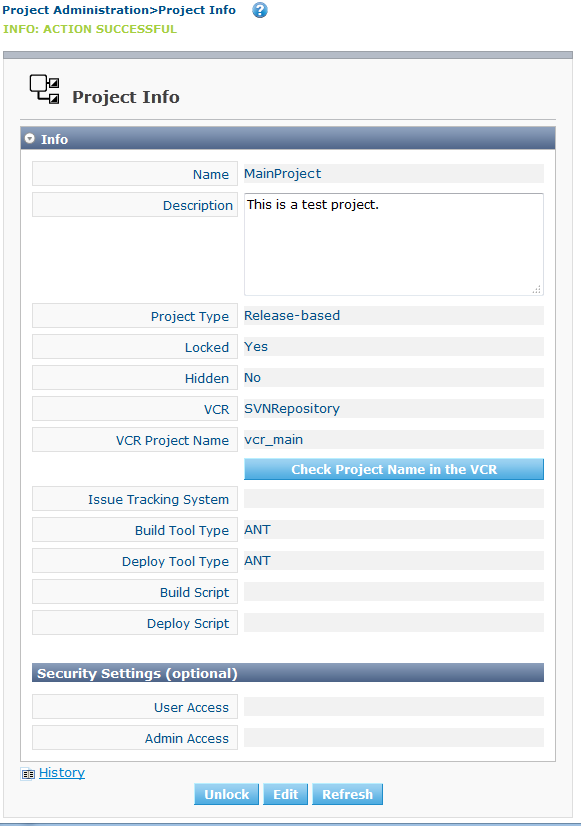 Project Administration>Project Info ?
INFO: ACTION SUCCESSFUL
Project Info
Info
Name MainProject
Description This is a test project.
Project Type Release-based
Locked Yes
Hidden No
VCR SVNRepository
VCR Project Name vcr_main
Check Project Name in the VCR
Issue Tracking System
Build Tool Type ANT
Deploy Tool Type ANT
Build Script
Deploy Script
Security Settings (optional)
User Access
Admin Access
History
Unlock Edit Refresh